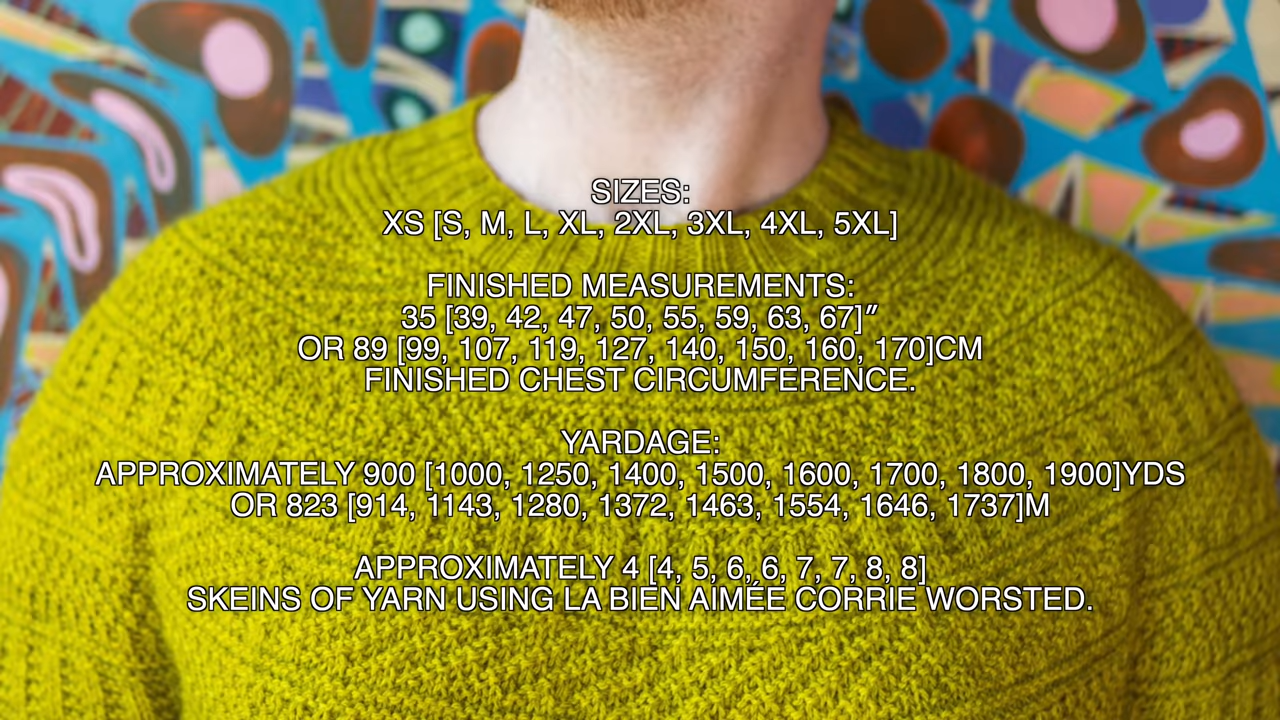 SIZES:
XS [S, M, L, XL, 2XL, 3XL, 4XL, 5XL]
FINISHED MEASUREMENTS:
35 [39, 42, 47, 50, 55, 59, 63, 67]″
OR 89 [99, 107, 119, 127, 140, 150, 160, 170]CM
FINISHED CHEST CIRCUMFERENCE.
YARDAGE:
APPROXIMATELY 900 [1000, 1250, 1400, 1500, 1600, 1700, 1800, 1900]YDS
OR 823 [914, 1143, 1280, 1372, 1463, 1554, 1646, 1737]M
APPROXIMATELY 4 [4, 5, 6, 6, 7, 7, 8, 8]
SKEINS OF YARN USING LA BIEN AIMÉE CORRIE WORSTED.